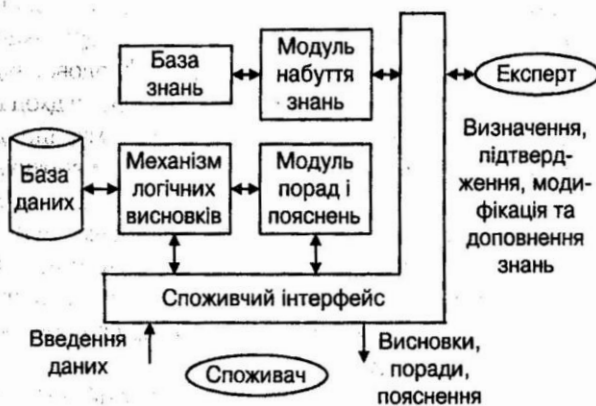 База
знань
Модуль
набуття
знань
Експерт
Визначення,
підтверд-
ження, моди-
фікація та
доповнення
знань
База
даних
Механізм
логічних
висновків
Модуль
порад і
пояснень
Споживчий інтерфейс
Введення
даних
Споживач
Висновки,
поради,
пояснення